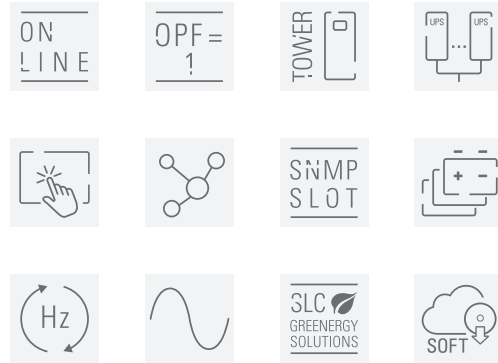 ON
LINE
OPF =
1
TOWER
UPS
UPS
...
SNMP
SLOT
- -
+ -
Hz
SLC
GREENERGY
SOLUTIONS
SOFT